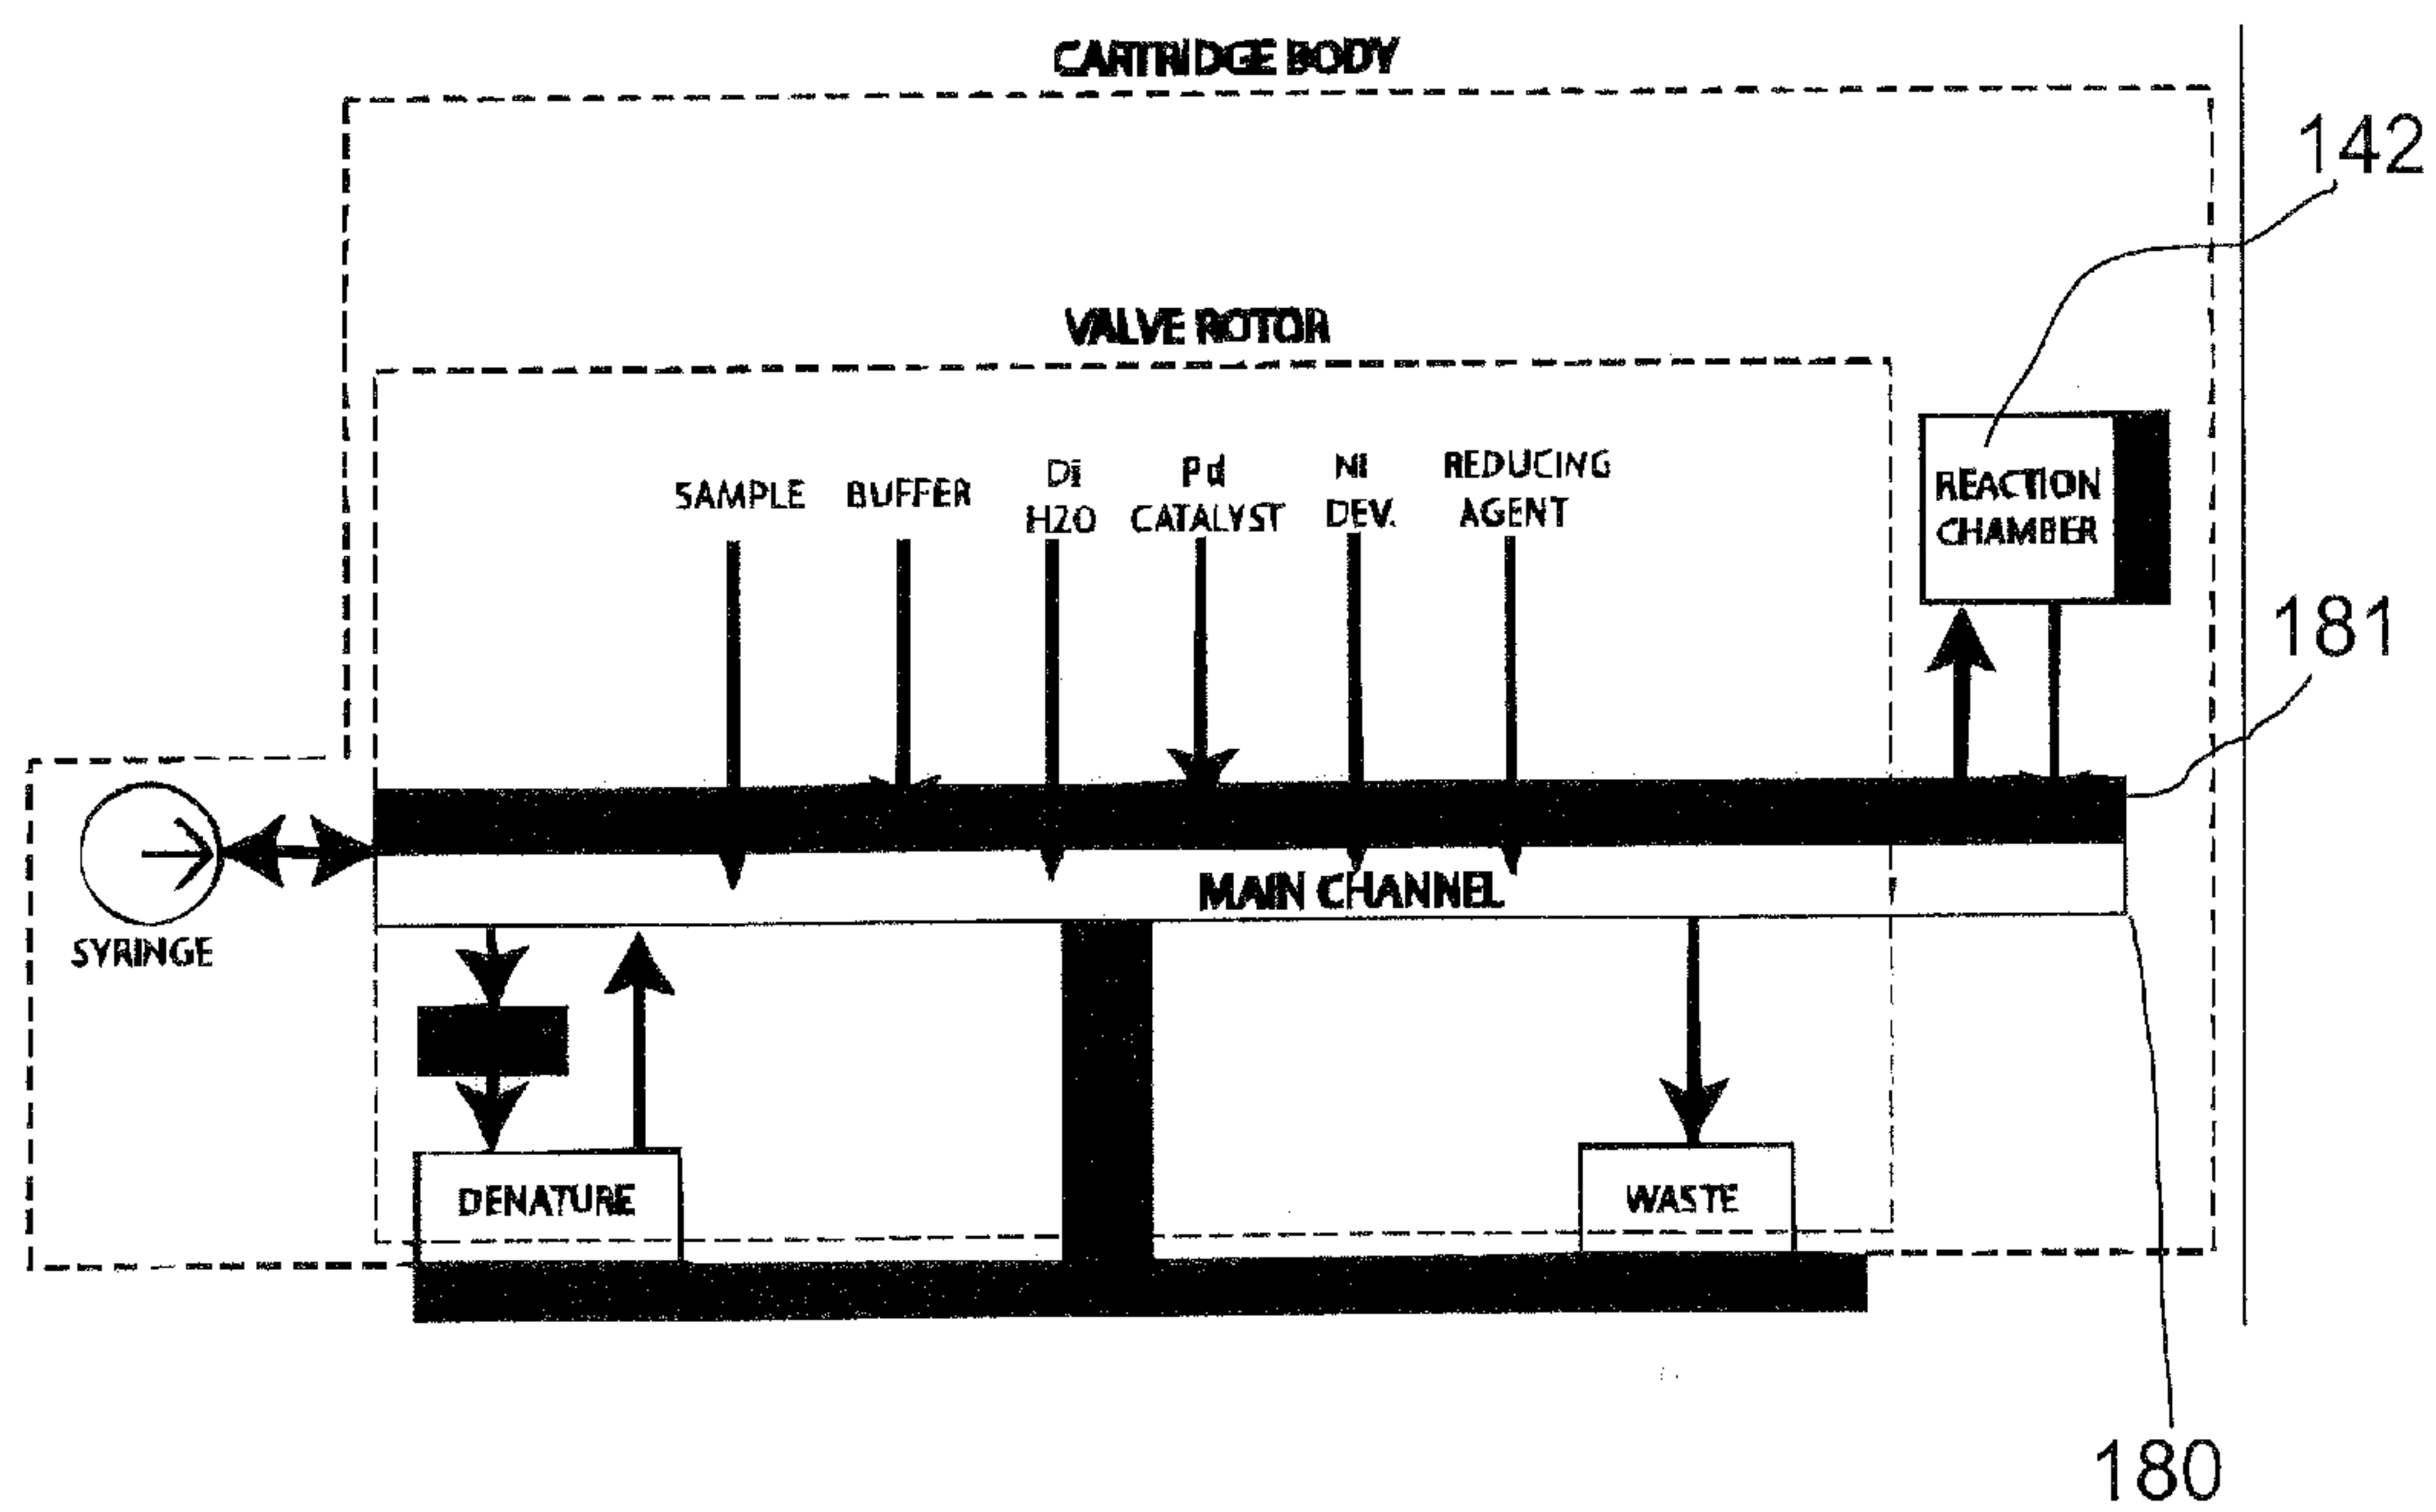 CARTRIDGE BODY
142
VALVE ROTOR
SAMPLE
BUFFER
Di
H2O
Pd
CATALYST
Ni
DEV.
REDUCING
AGENT
REACTION
CHAMBER
181
MAIN CHANNEL
SYRINGE
DENATURE
WASTE
180